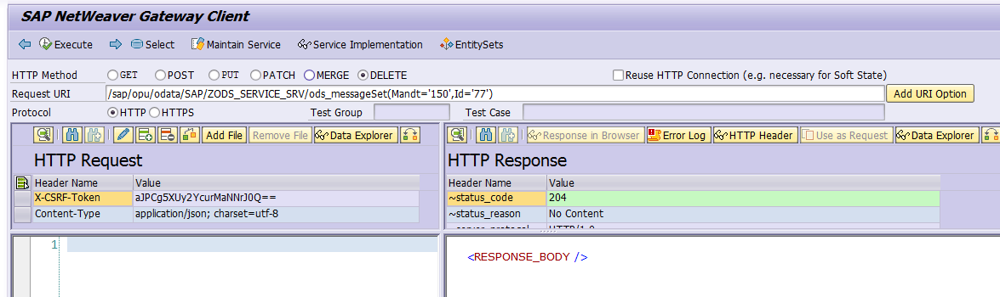 SAP NetWeaver Gateway Client
Execute Select Maintain Service Service Implementation EntitySets
HTTP Method GET POST PUT PATCH MERGE DELETE Reuse HTTP Connection (e.g. necessary for Soft State)
Request URI /sap/opu/odata/SAP/ZODS_SERVICE_SRV/ods_messageSet(Mandt='150',Id='77') Add URI Option
Protocol HTTP HTTPS Test Group Test Case
Add File Remove File Data Explorer
HTTP Request
Header Name Value
X-CSRF-Token aJPCg5XUy2YcurMaNNrJ0Q==
Content-Type application/json; charset=utf-8
1
Response in Browser Error Log HTTP Header Use as Request Data Explorer
HTTP Response
Header Name Value
~status_code 204
~status_reason No Content
~server_protocol HTTP/1.0
<RESPONSE_BODY />